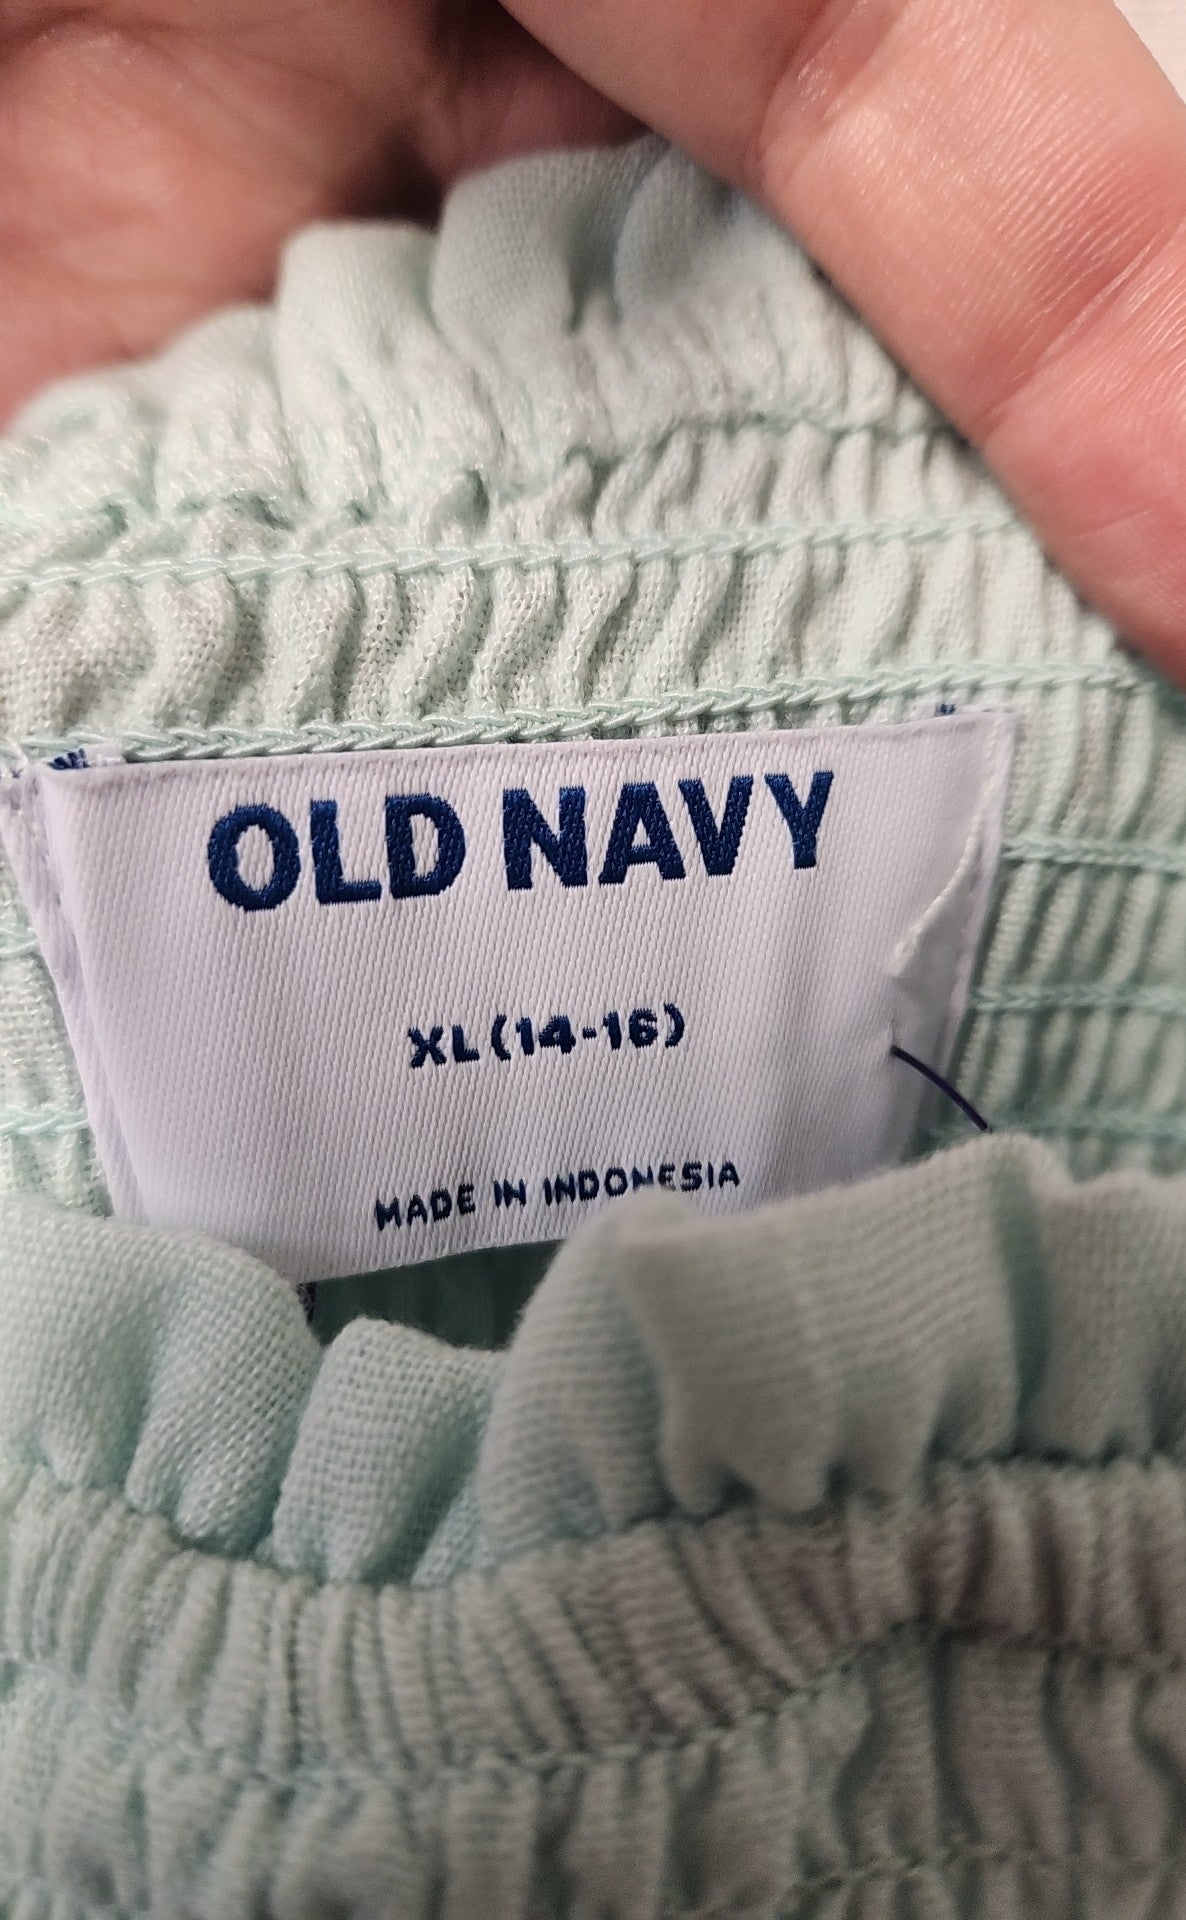 OLD NAVY
XL (14-16)
MADE IN INDONESIA